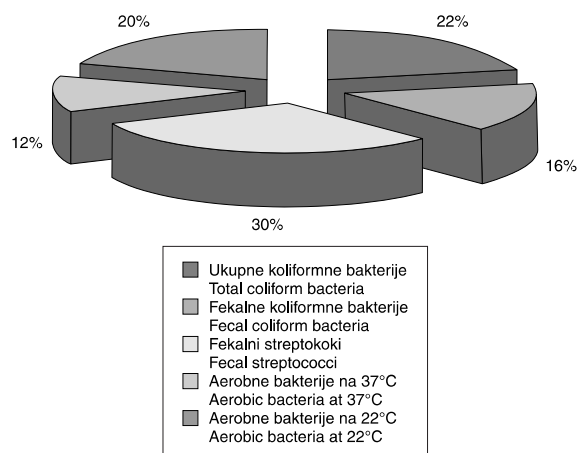 20%
22%
12%
16%
30%
Ukupne koliformne bakterije
Total coliform bacteria
Fekalne koliformne bakterije
Fecal coliform bacteria
Fekalni streptokoki
Fecal streptococci
Aerobne bakterije na 37°C
Aerobic bacteria at 37°C
Aerobne bakterije na 22°C
Aerobic bacteria at 22°C